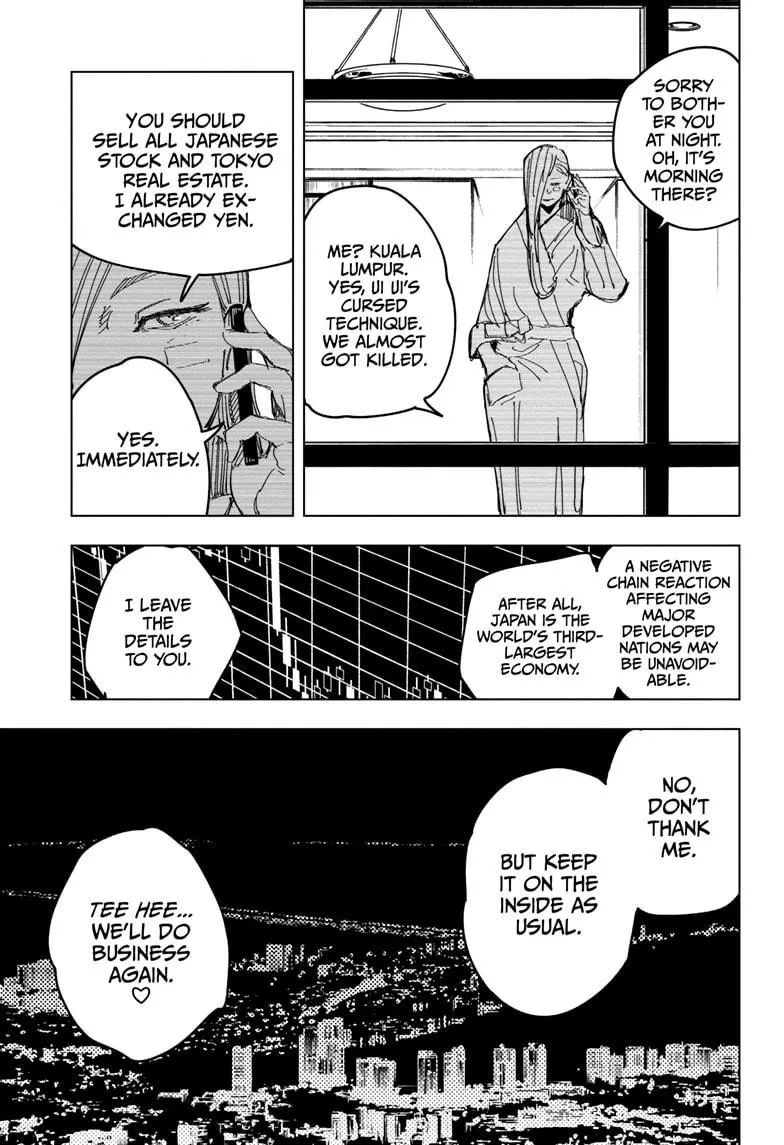 SORRY
TO BOTH-
ER YOU
AT NIGHT.
OH, IT'S
MORNING
THERE?
ME? KUALA
LUMPUR.
YES, UI UI'S
CURSED
TECHNIQUE.
WE ALMOST
GOT KILLED.
YOU SHOULD
SELL ALL JAPANESE
STOCK AND TOKYO
REAL ESTATE.
I ALREADY EX-
CHANGED YEN.
YES.
IMMEDIATELY.
A NEGATIVE
CHAIN REACTION
AFFECTING
MAJOR
DEVELOPED
NATIONS MAY
BE UNAVOID-
ABLE.
AFTER ALL,
JAPAN IS THE
WORLD'S THIRD-
LARGEST
ECONOMY.
I LEAVE
THE
DETAILS
TO YOU.
NO,
DON'T
THANK
ME.
BUT KEEP
IT ON THE
INSIDE AS
USUAL.
TEE HEE...
WE'LL DO
BUSINESS
AGAIN.
♡